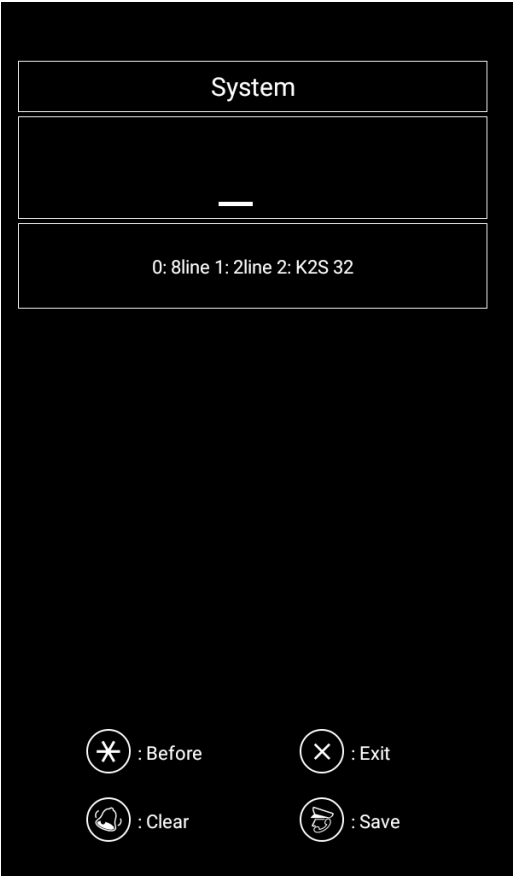 System
0: 8line 1: 2line 2: K2S 32
: Before
: Exit
: Clear
: Save